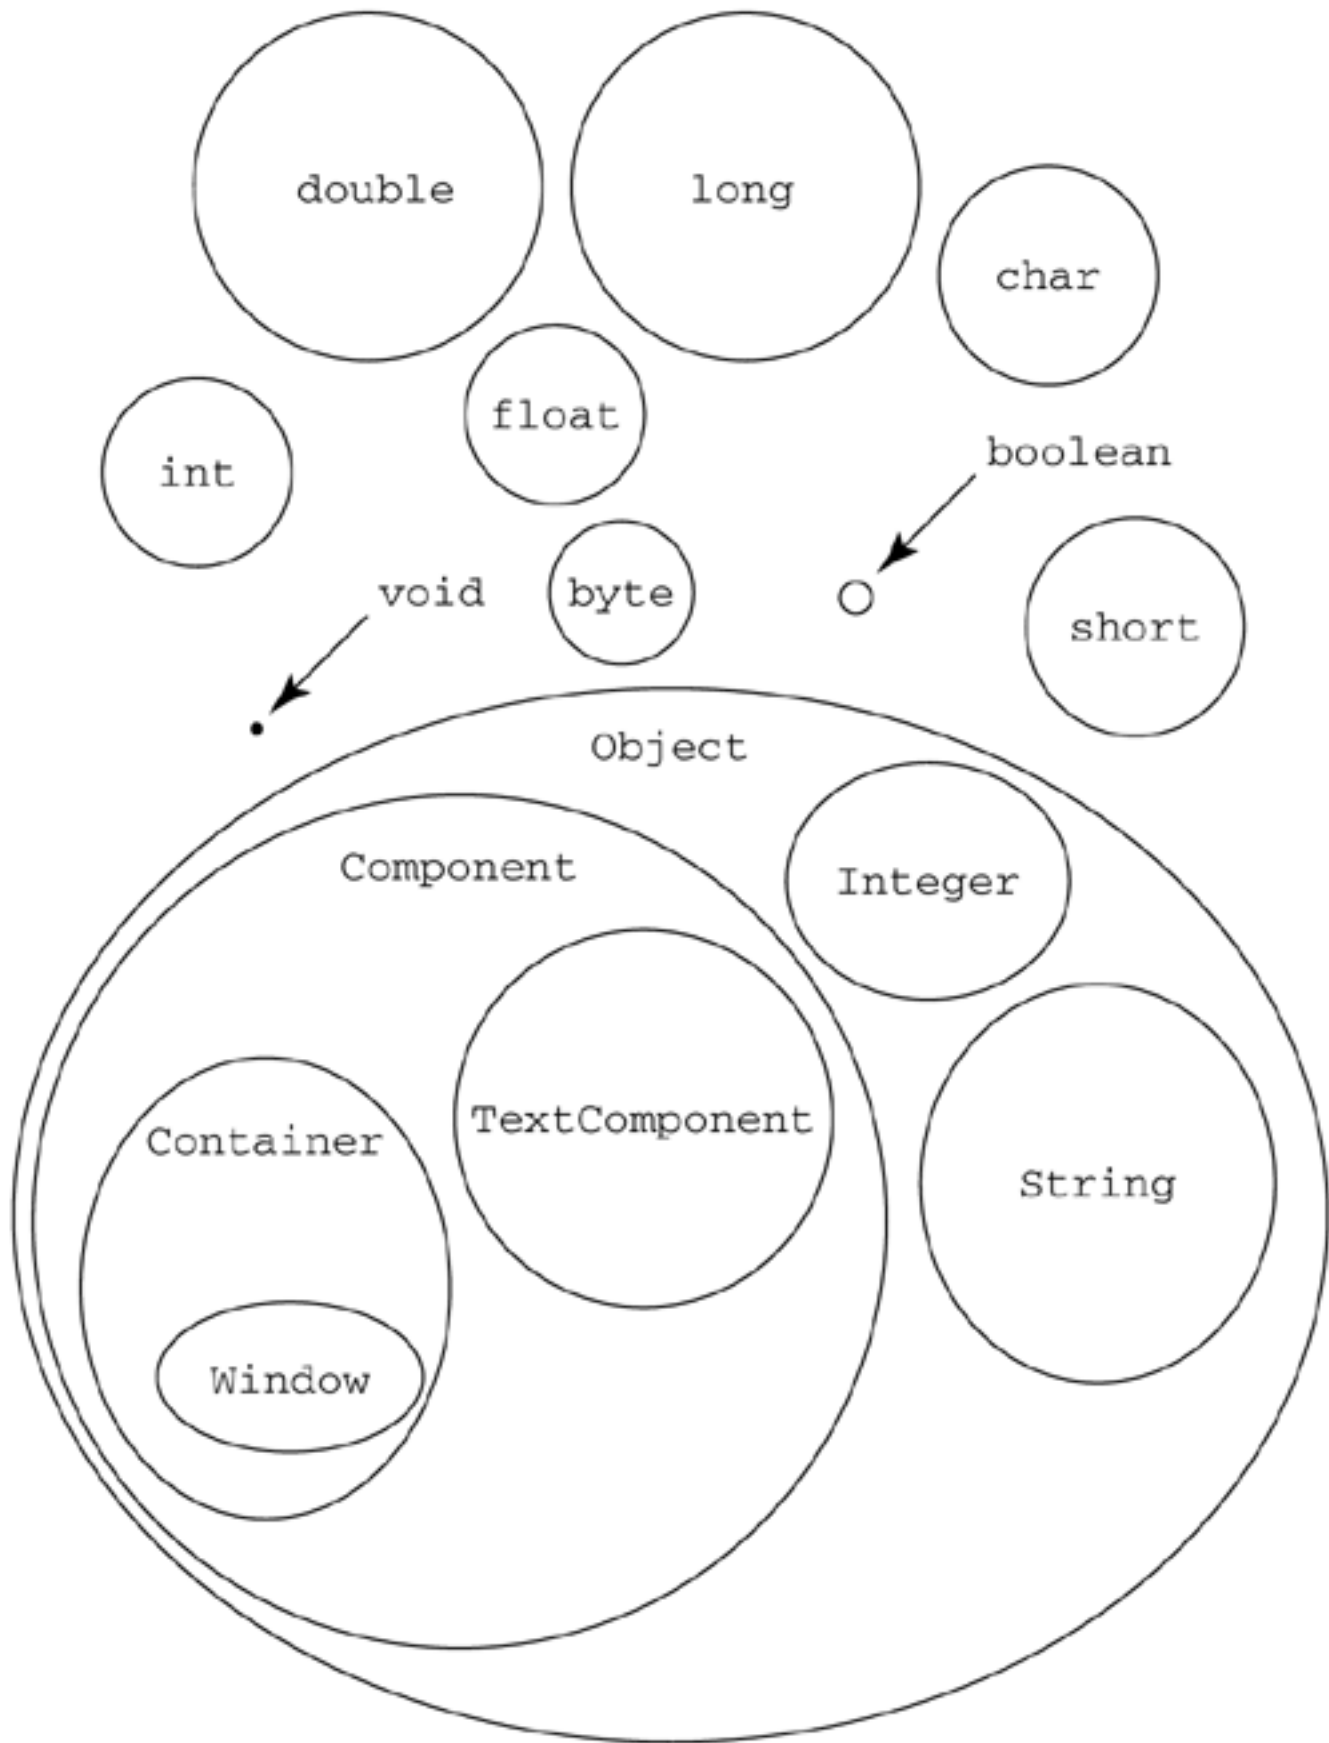 double
long
char
float
int
boolean
void
byte
short
Object
Component
Integer
TextComponent
Container
String
Window